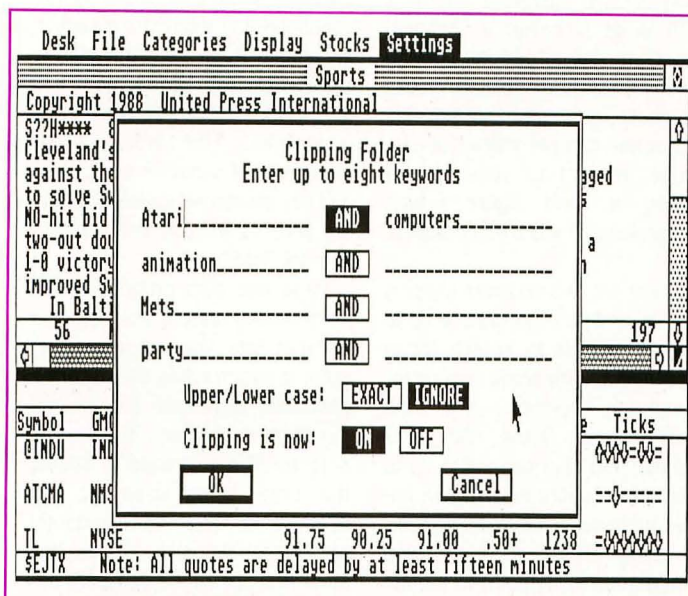 Desk File Categories Display Stocks Settings
Sports
Copyright 1988 United Press International
S??H****
Cleveland's
against the
aged
to solve Sw
NO-hit bid
two-out dou
a
1-0 victory
improved Sw
In Balti
56
197
Clipping Folder
Enter up to eight keywords
Atari AND computers
animation AND
Mets AND
party AND
Upper/Lower case: EXACT IGNORE
Clipping is now: ON OFF
OK Cancel
Symbol
Ticks
@INDU IND
ATCMA NMS
==
=====
TL NYSE 91.75 90.25 91.00 .50+ 1238
$EJTX Note: All quotes are delayed by at least fifteen minutes